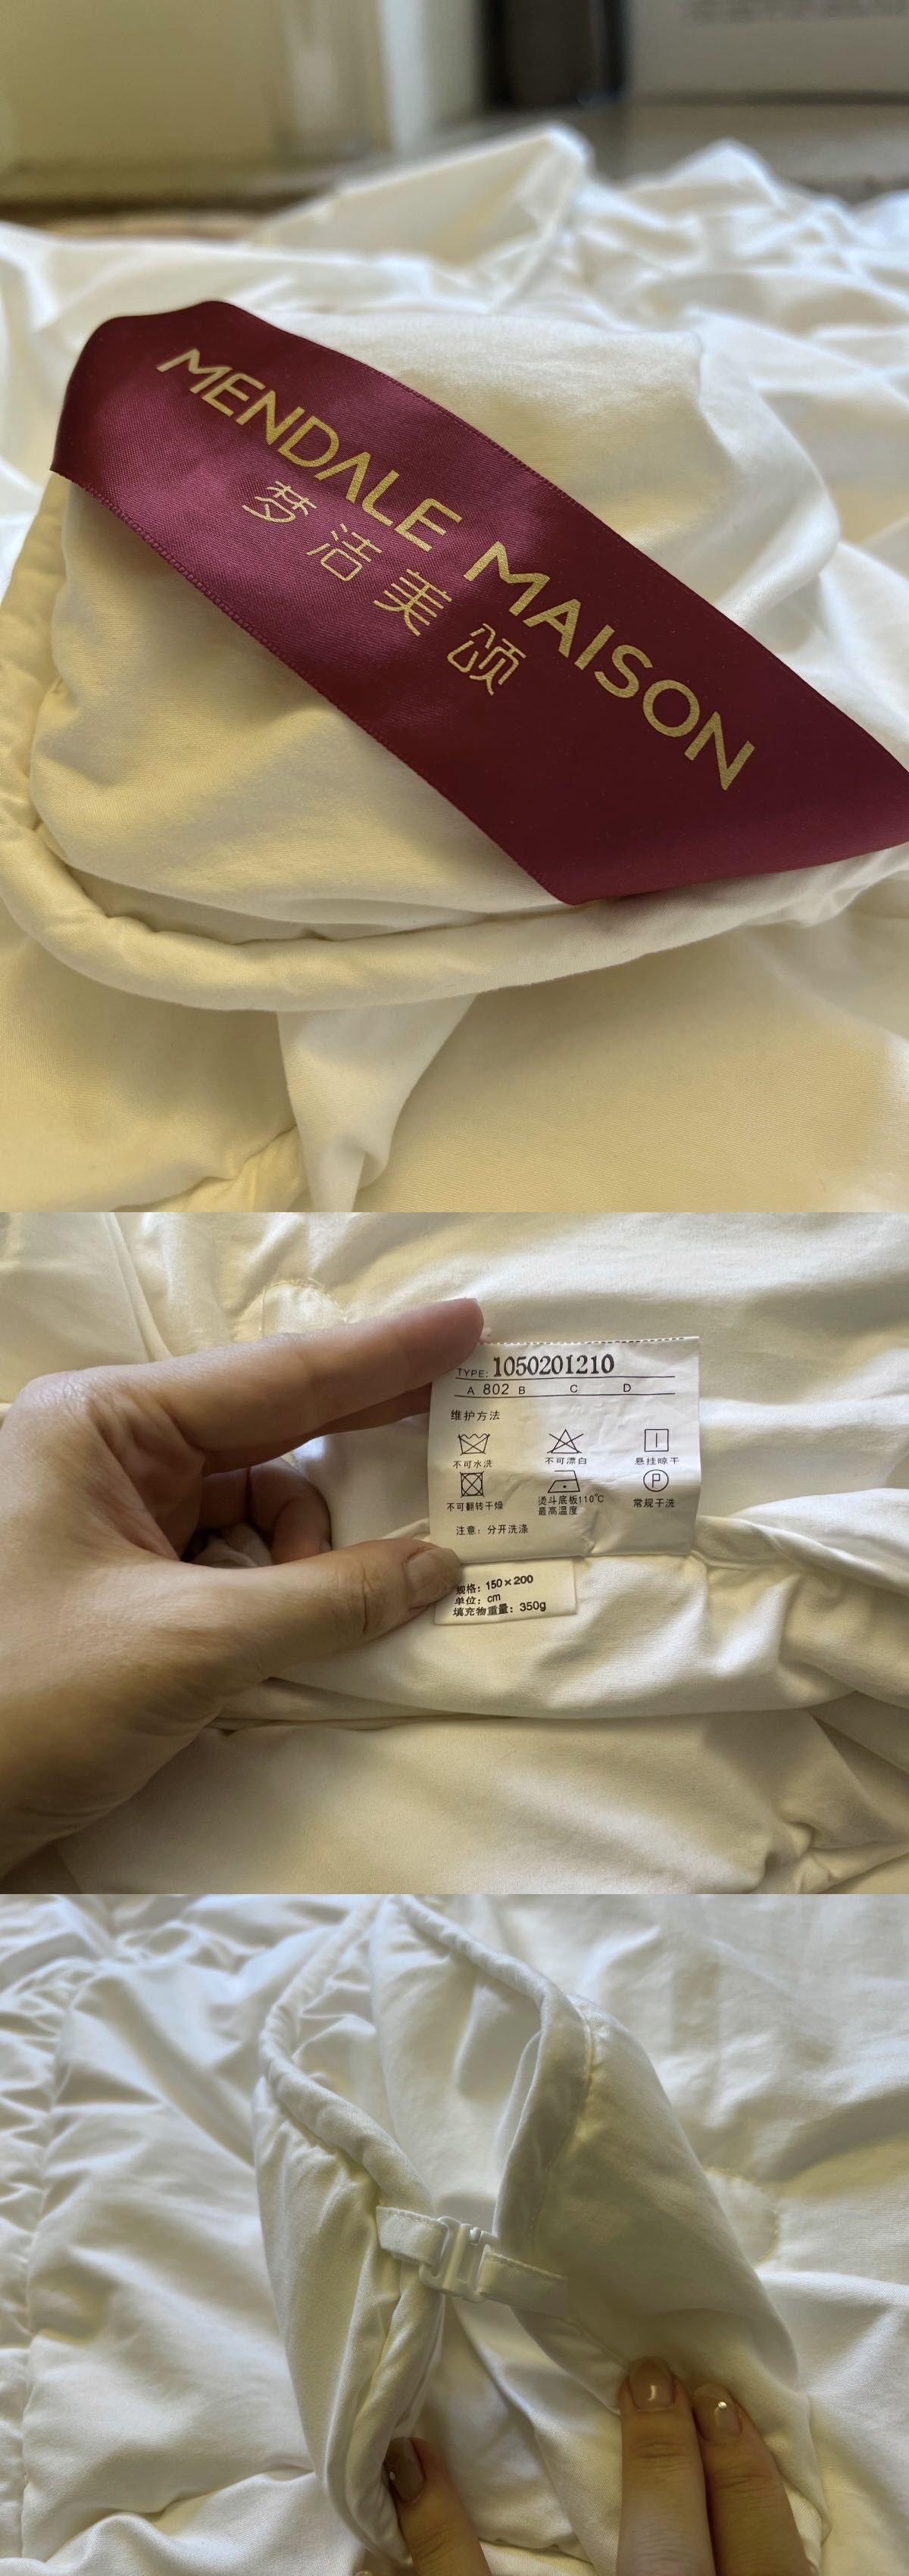 MENDALE MAISON
梦洁美颂
TYPE: 1050201210
A 802 B C D
维护方法
不可水洗 不可漂白 悬挂晾干
P
不可翻转干燥 烫斗底板110℃ 常规干洗
最高温度
注意: 分开洗涤
规格: 150×200
单位: cm
填充物重量: 350g